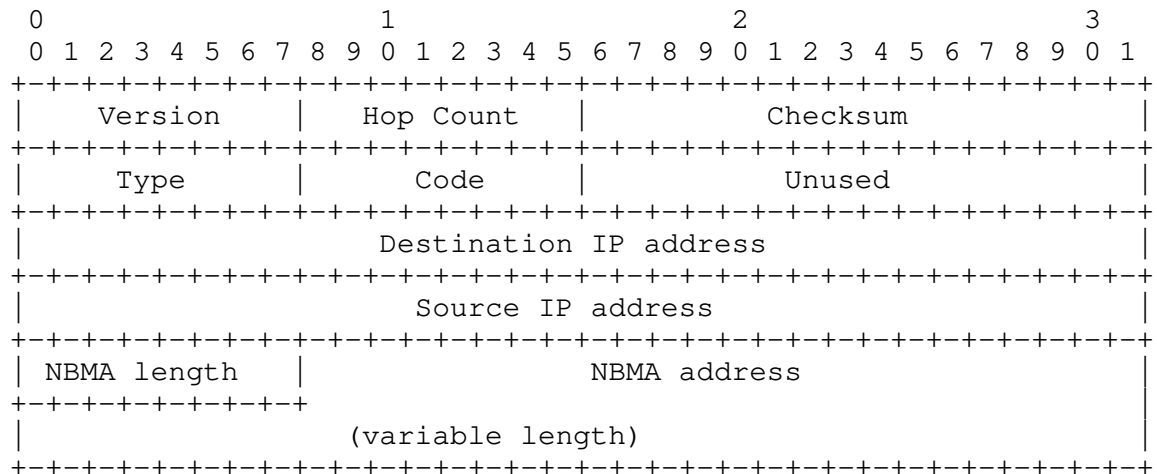 0                   1                   2                   3
 0 1 2 3 4 5 6 7 8 9 0 1 2 3 4 5 6 7 8 9 0 1 2 3 4 5 6 7 8 9 0 1
+-+-+-+-+-+-+-+-+-+-+-+-+-+-+-+-+-+-+-+-+-+-+-+-+-+-+-+-+-+-+-+-+
|    Version    |   Hop Count   |          Checksum             |
+-+-+-+-+-+-+-+-+-+-+-+-+-+-+-+-+-+-+-+-+-+-+-+-+-+-+-+-+-+-+-+-+
|     Type      |      Code     |           Unused              |
+-+-+-+-+-+-+-+-+-+-+-+-+-+-+-+-+-+-+-+-+-+-+-+-+-+-+-+-+-+-+-+-+
|                    Destination IP address                     |
+-+-+-+-+-+-+-+-+-+-+-+-+-+-+-+-+-+-+-+-+-+-+-+-+-+-+-+-+-+-+-+-+
|                      Source IP address                        |
+-+-+-+-+-+-+-+-+-+-+-+-+-+-+-+-+-+-+-+-+-+-+-+-+-+-+-+-+-+-+-+-+
| NBMA length   |                NBMA address                   |
+-+-+-+-+-+-+-+-+                                               |
|                  (variable length)                            |
+-+-+-+-+-+-+-+-+-+-+-+-+-+-+-+-+-+-+-+-+-+-+-+-+-+-+-+-+-+-+-+-+